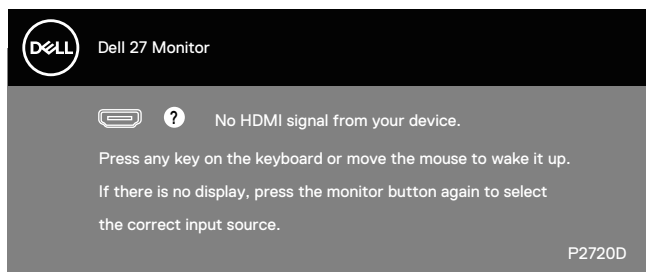 DELL
Dell 27 Monitor
? No HDMI signal from your device.
Press any key on the keyboard or move the mouse to wake it up.
If there is no display, press the monitor button again to select
the correct input source.
P2720D